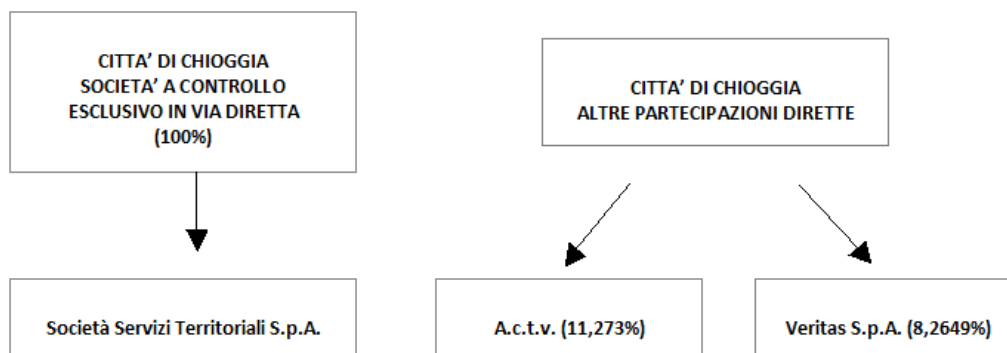 CITTA’ DI CHIOGGIA
SOCIETA’ A CONTROLLO
ESCLUSIVO IN VIA DIRETTA
(100%)
CITTA’ DI CHIOGGIA
ALTRE PARTECIPAZIONI DIRETTE
Società Servizi Territoriali S.p.A.
A.c.t.v. (11,273%)
Veritas S.p.A. (8,2649%)